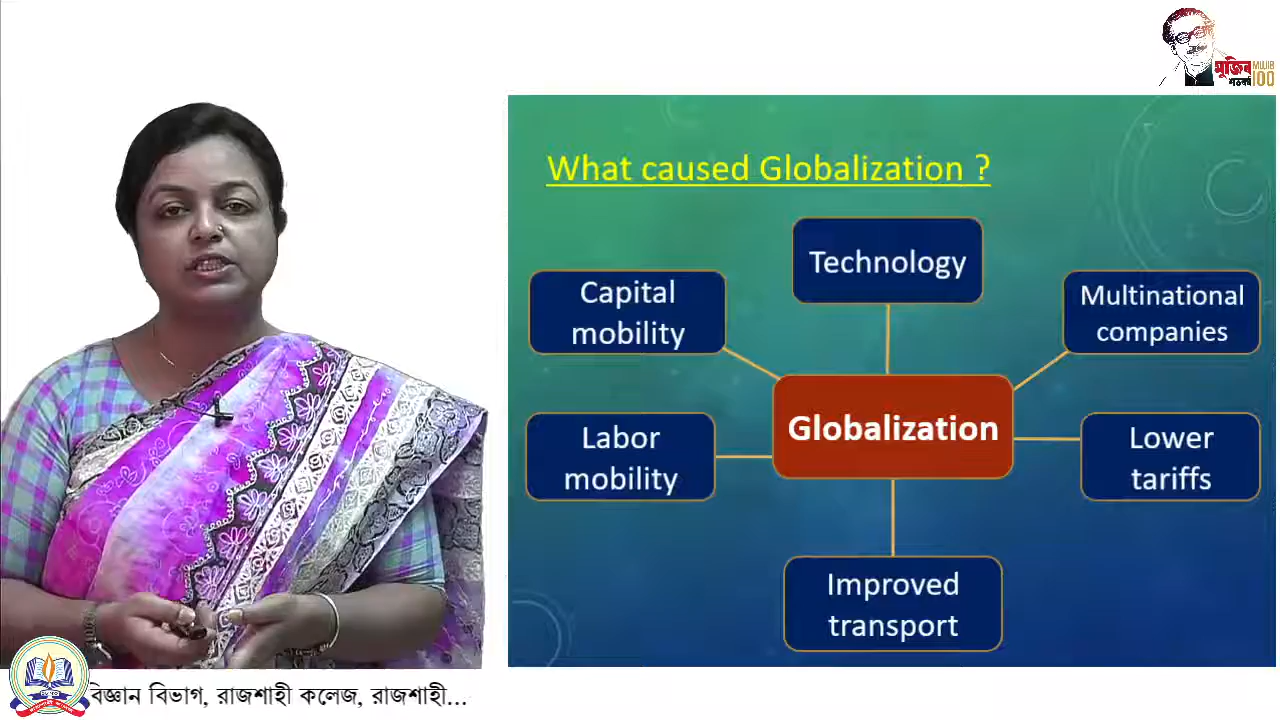 মুজিব
শতবর্ষ
MUJIB
100
What caused Globalization ?
Technology
Capital
mobility
Multinational
companies
Globalization
Labor
mobility
Lower
tariffs
Improved
transport
বিজ্ঞান বিভাগ, রাজশাহী কলেজ, রাজশাহী...